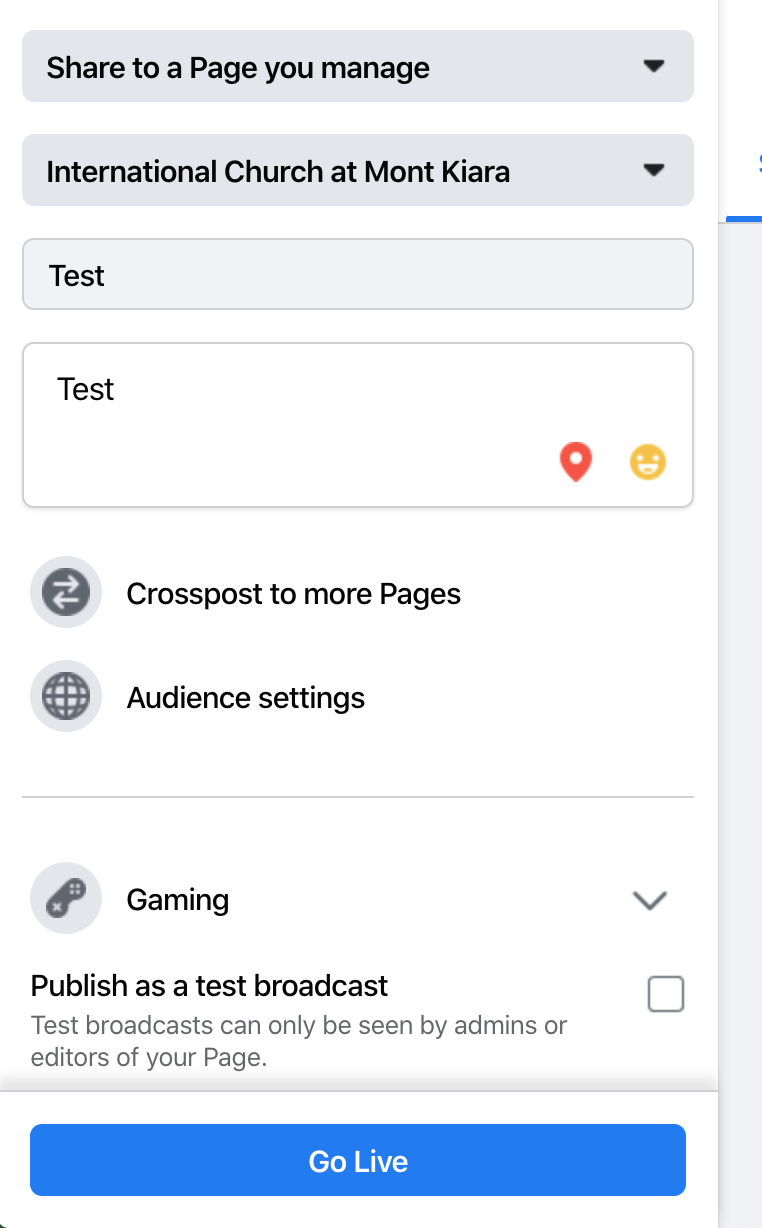 Share to a Page you manage
International Church at Mont Kiara
Test
Test
Crosspost to more Pages
Audience settings
Gaming
Publish as a test broadcast
Test broadcasts can only be seen by admins or
editors of your Page.
Go Live